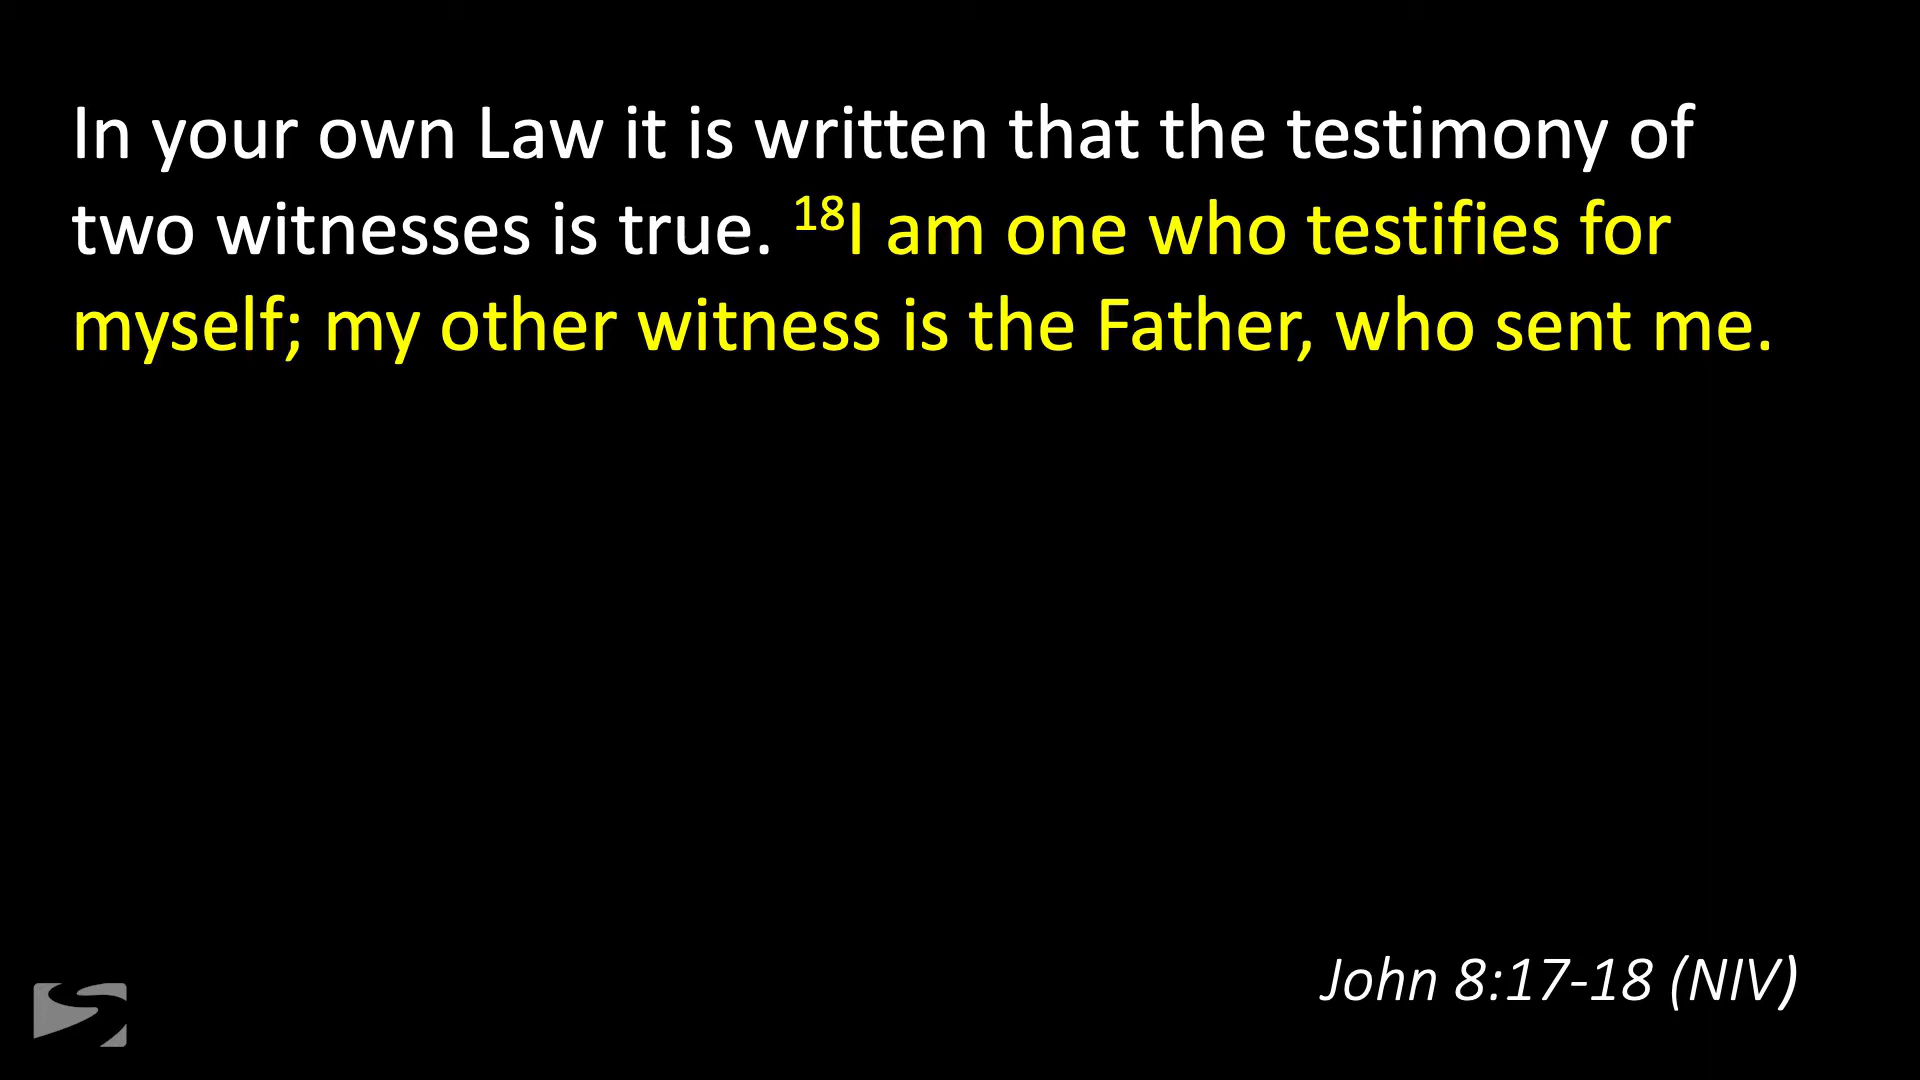 In your own Law it is written that the testimony of
two witnesses is true. 18I am one who testifies for
myself; my other witness is the Father, who sent me.
John 8:17-18 (NIV)